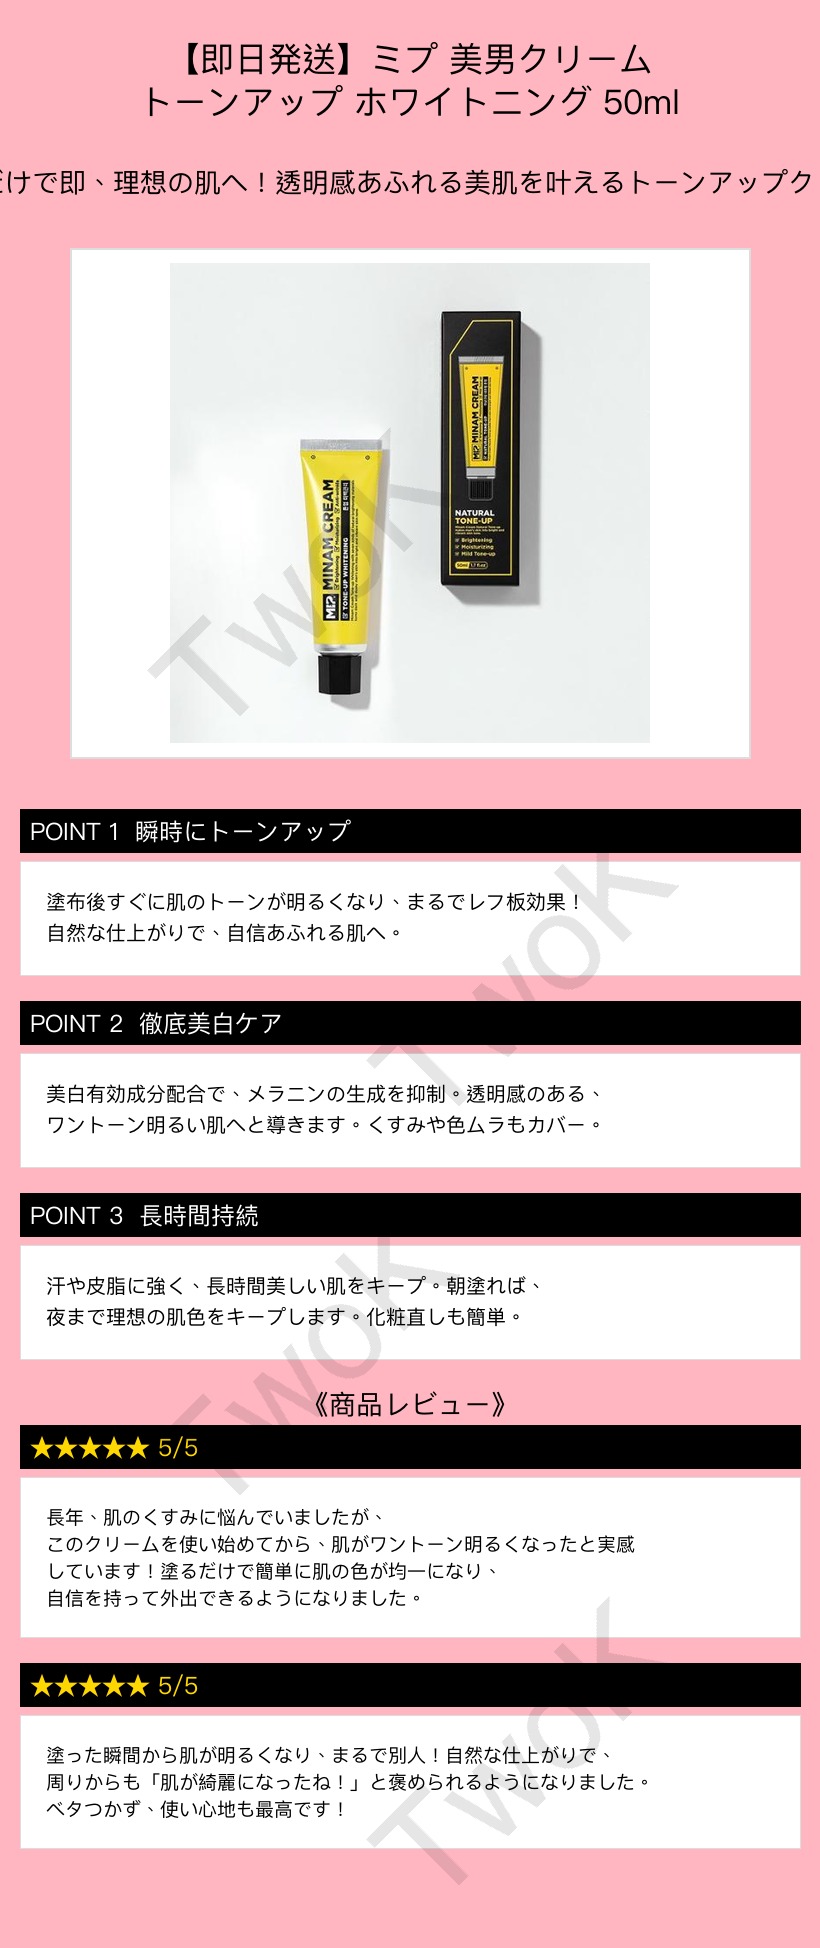 【即日発送】ミプ 美男クリーム
トーンアップ ホワイトニング 50ml
だけで即、理想の肌へ！透明感あふれる美肌を叶えるトーンアップク
MIP MINAM CREAM
Brightening Moisturizing Anti-wrinkle
TONE-UP WHITENING
MIP MINAM CREAM
NATURAL TONE-UP
NATURAL
TONE-UP
Brightening
Moisturizing
Mild Tone-up
50ml / 1.7 fl.oz
TwoK
POINT 1 瞬時にトーンアップ
塗布後すぐに肌のトーンが明るくなり、まるでレフ板効果！
自然な仕上がりで、自信あふれる肌へ。
TwoK
POINT 2 徹底美白ケア
美白有効成分配合で、メラニンの生成を抑制。透明感のある、
ワントーン明るい肌へと導きます。くすみや色ムラもカバー。
POINT 3 長時間持続
汗や皮脂に強く、長時間美しい肌をキープ。朝塗れば、
夜まで理想の肌色をキープします。化粧直しも簡単。
TwoK
《商品レビュー》
★★★★★ 5/5
長年、肌のくすみに悩んでいましたが、
このクリームを使い始めてから、肌がワントーン明るくなったと実感
しています！塗るだけで簡単に肌の色が均一になり、
自信を持って外出できるようになりました。
★★★★★ 5/5
塗った瞬間から肌が明るくなり、まるで別人！自然な仕上がりで、
周りからも「肌が綺麗になったね！」と褒められるようになりました。
ベタつかず、使い心地も最高です！
TwoK